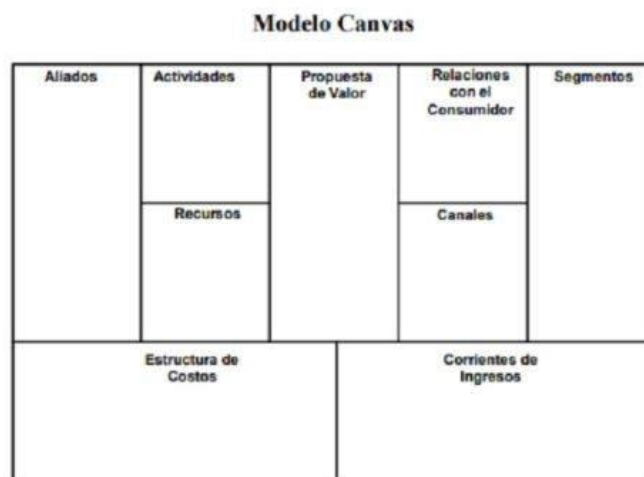 Modelo Canvas
Aliados
Actividades
Recursos
Propuesta
de Valor
Relaciones
con el
Consumidor
Canales
Segmentos
Estructura de
Costos
Corrientes de
Ingresos